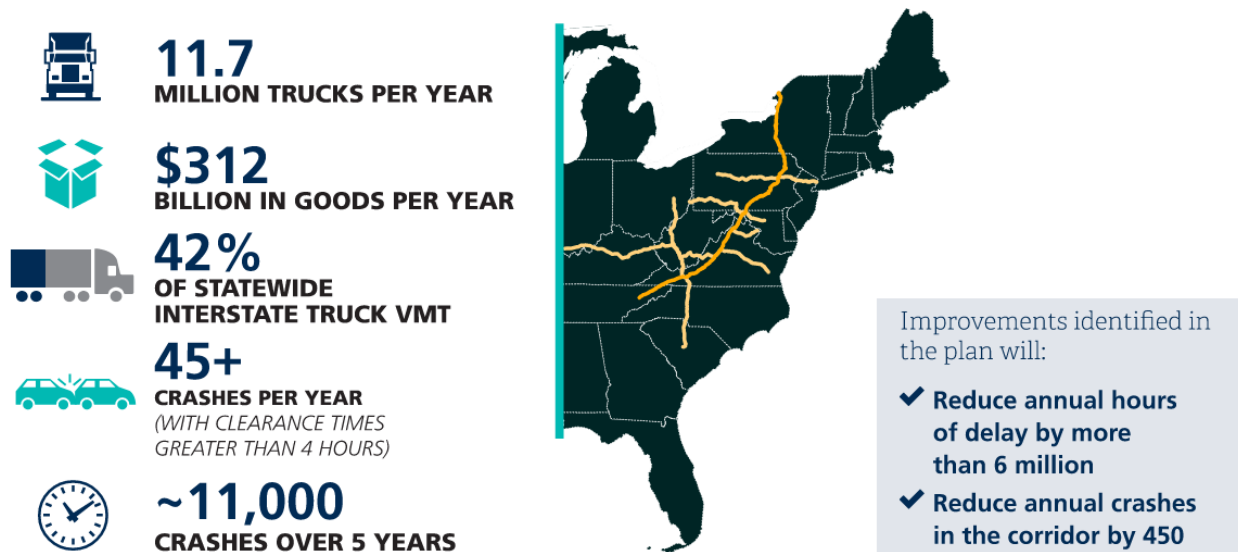 11.7
MILLION TRUCKS PER YEAR
$312
BILLION IN GOODS PER YEAR
42%
OF STATEWIDE
INTERSTATE TRUCK VMT
45+
CRASHES PER YEAR
(WITH CLEARANCE TIMES
GREATER THAN 4 HOURS)
~11,000
CRASHES OVER 5 YEARS
Improvements identified in
the plan will:
Reduce annual hours
of delay by more
than 6 million
Reduce annual crashes
in the corridor by 450